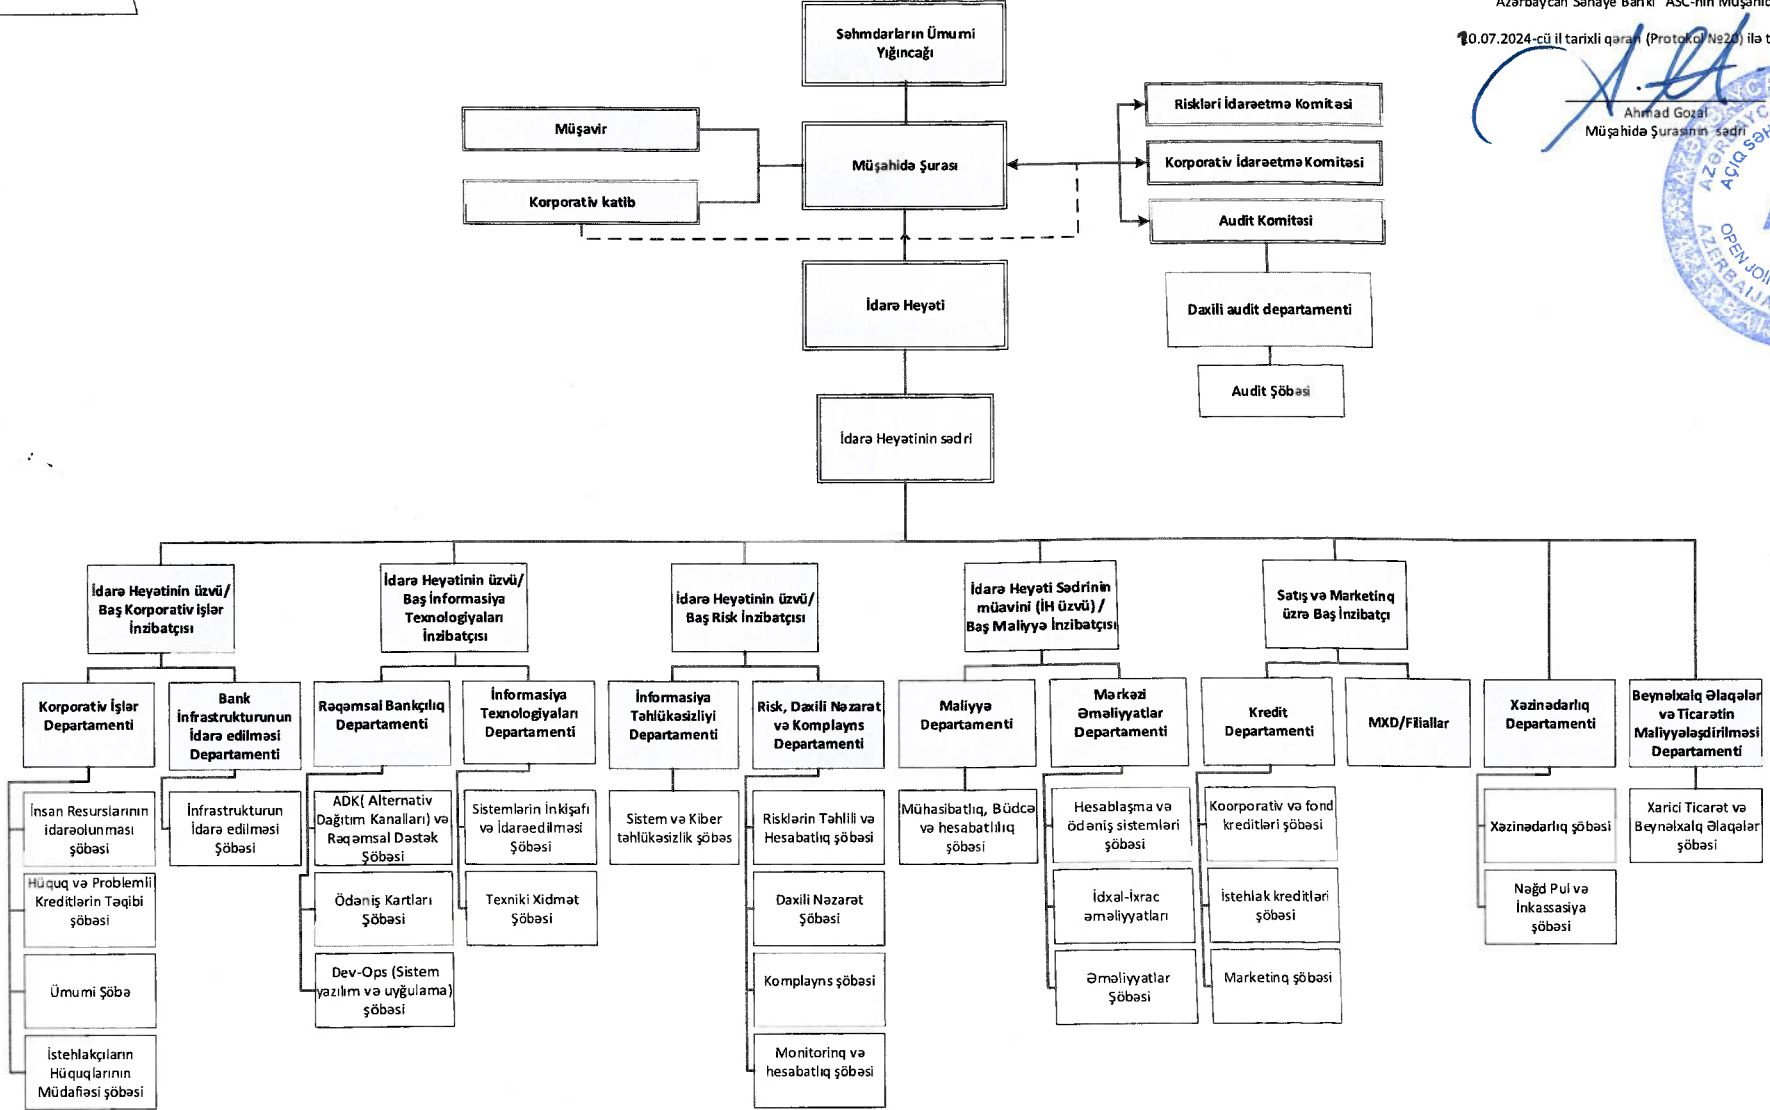 Azərbaycan Sənaye Bankı" ASC-nin Müşahid
10.07.2024-cü il tarixli qərarı (Protokol №20) ilə t
Ahmad Gozal
Müşahidə Şurasının sədri
AÇIQ SƏH
OPEN JOIN
Səhmdarların Ümumi
Yığıncağı
Müşavir
Korporativ katib
Müşahidə Şurası
Riskləri İdarəetmə Komitəsi
Korporativ İdarəetmə Komitəsi
Audit Komitəsi
Daxili audit departamenti
Audit Şöbəsi
İdarə Heyəti
İdarə Heyətinin sədri
İdarə Heyətinin üzvü/
Baş Korporativ işlər
İnzibatçısı
İdarə Heyətinin üzvü/
Baş İnformasiya
Texnologiyaları
İnzibatçısı
İdarə Heyətinin üzvü/
Baş Risk İnzibatçısı
İdarə Heyəti Sədrinin
müavini (İH üzvü) /
Baş Maliyyə İnzibatçısı
Satış və Marketinq
üzrə Baş İnzibatçı
Korporativ İşlər
Departamenti
Bank
İnfrastrukturunun
İdarə edilməsi
Departamenti
Rəqəmsal Bankçılıq
Departamenti
İnformasiya
Texnologiyaları
Departamenti
İnformasiya
Təhlükəsizliyi
Departamenti
Risk, Daxili Nəzarət
və Komplayns
Departamenti
Maliyyə
Departamenti
Mərkəzi
Əməliyyatlar
Departamenti
Kredit
Departamenti
MXD/Filiallar
Xəzinədarlıq
Departamenti
Beynəlxalq Əlaqələr
və Ticarətin
Maliyyələşdirilməsi
Departamenti
İnsan Resurslarının
idarəolunması
şöbəsi
Hüquq və Problemli
Kreditlərin Təqibi
şöbəsi
Ümumi Şöbə
İstehlakçıların
Hüquqlarının
Müdafiəsi şöbəsi
İnfrastrukturun
İdarə edilməsi
Şöbəsi
ADK( Alternativ
Dağıtım Kanalları) və
Rəqəmsal Dəstək
Şöbəsi
Ödəniş Kartları
Şöbəsi
Dev-Ops (Sistem
yazılım və uyğulama)
şöbəsi
Sistemlərin İnkişafı
və İdarəedilməsi
Şöbəsi
Texniki Xidmət
Şöbəsi
Sistem və Kiber
təhlükəsizlik şöbəs
Risklərin Təhlili və
Hesabatlıq şöbəsi
Daxili Nəzarət
Şöbəsi
Komplayns şöbəsi
Monitorinq və
hesabatlıq şöbəsi
Mühasibatlıq, Büdcə
və hesabatlılıq
şöbəsi
Hesablaşma və
ödəniş sistemləri
şöbəsi
İdxal-İxrac
əməliyyatları
Əməliyyatlar
Şöbəsi
Koorporativ və fond
kreditləri şöbəsi
İstehlak kreditləri
şöbəsi
Marketinq şöbəsi
Xəzinədarlıq şöbəsi
Nəğd Pul və
İnkassasiya
şöbəsi
Xarici Ticarət və
Beynəlxalq Əlaqələr
şöbəsi